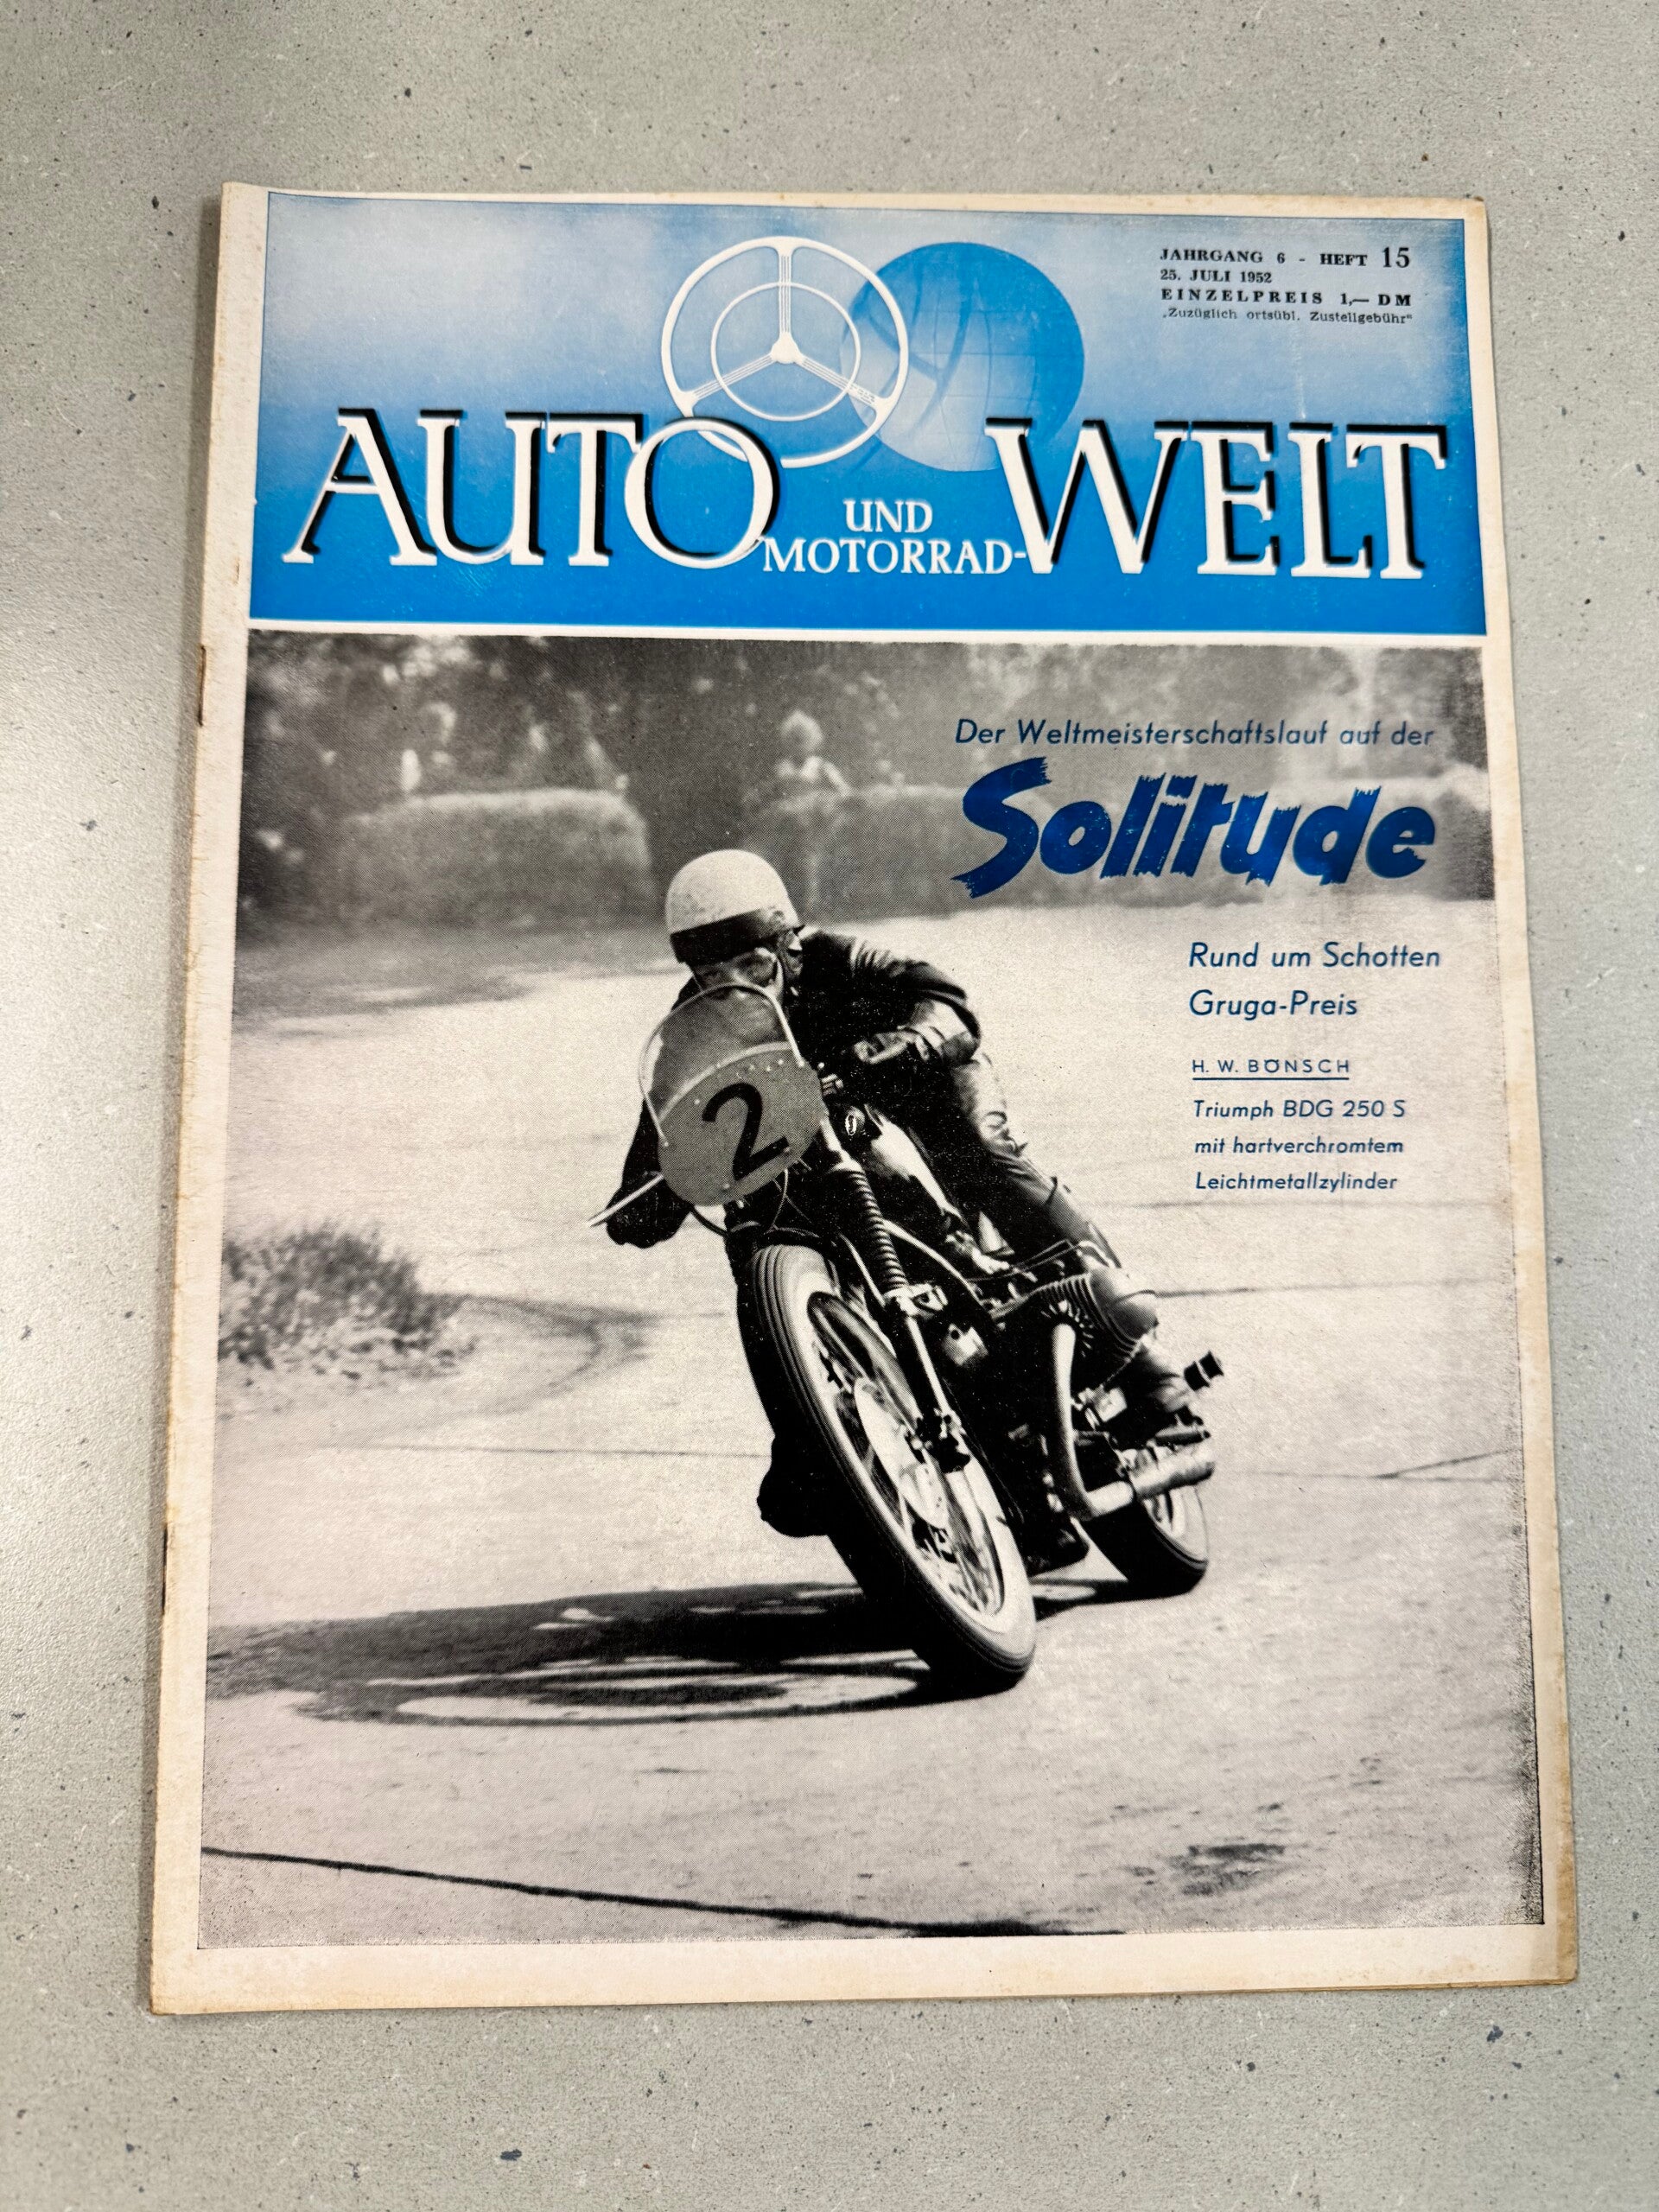 JAHRGANG 6 - HEFT 15
25. JULI 1952
EINZELPREIS 1,— DM
„Zuzüglich ortsübl. Zustellgebühr“
AUTO UND MOTORRAD-WELT
Der Weltmeisterschaftslauf auf der
Solitude
Rund um Schotten
Gruga-Preis
H. W. BÖNSCH
Triumph BDG 250 S
mit hartverchromtem
Leichtmetallzylinder
2